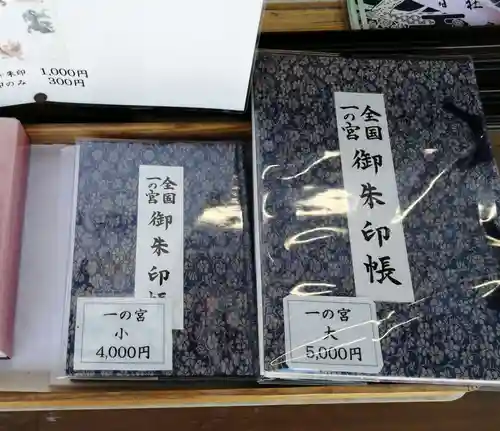 朱印 1,000円
印のみ 300円
社
全国
一の宮
御朱印帳
一の宮
小
4,000円
全国
一の宮
御朱印帳
一の宮
大
5,000円